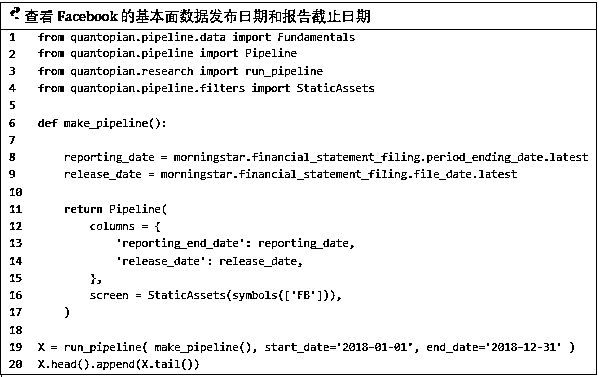 查看 Facebook 的基本面数据发布日期和报告截止日期
1 from quantopian.pipeline.data import Fundamentals
2 from quantopian.pipeline import Pipeline
3 from quantopian.research import run_pipeline
4 from quantopian.pipeline.filters import StaticAssets
5
6 def make_pipeline():
7
8     reporting_date = morningstar.financial_statement_filing.period_ending_date.latest
9     release_date = morningstar.financial_statement_filing.file_date.latest
10
11     return Pipeline(
12         columns = {
13             'reporting_end_date': reporting_date,
14             'release_date': release_date,
15         },
16         screen = StaticAssets(symbols(['FB'])),
17     )
18
19 X = run_pipeline( make_pipeline(), start_date='2018-01-01', end_date='2018-12-31' )
20 X.head().append(X.tail())